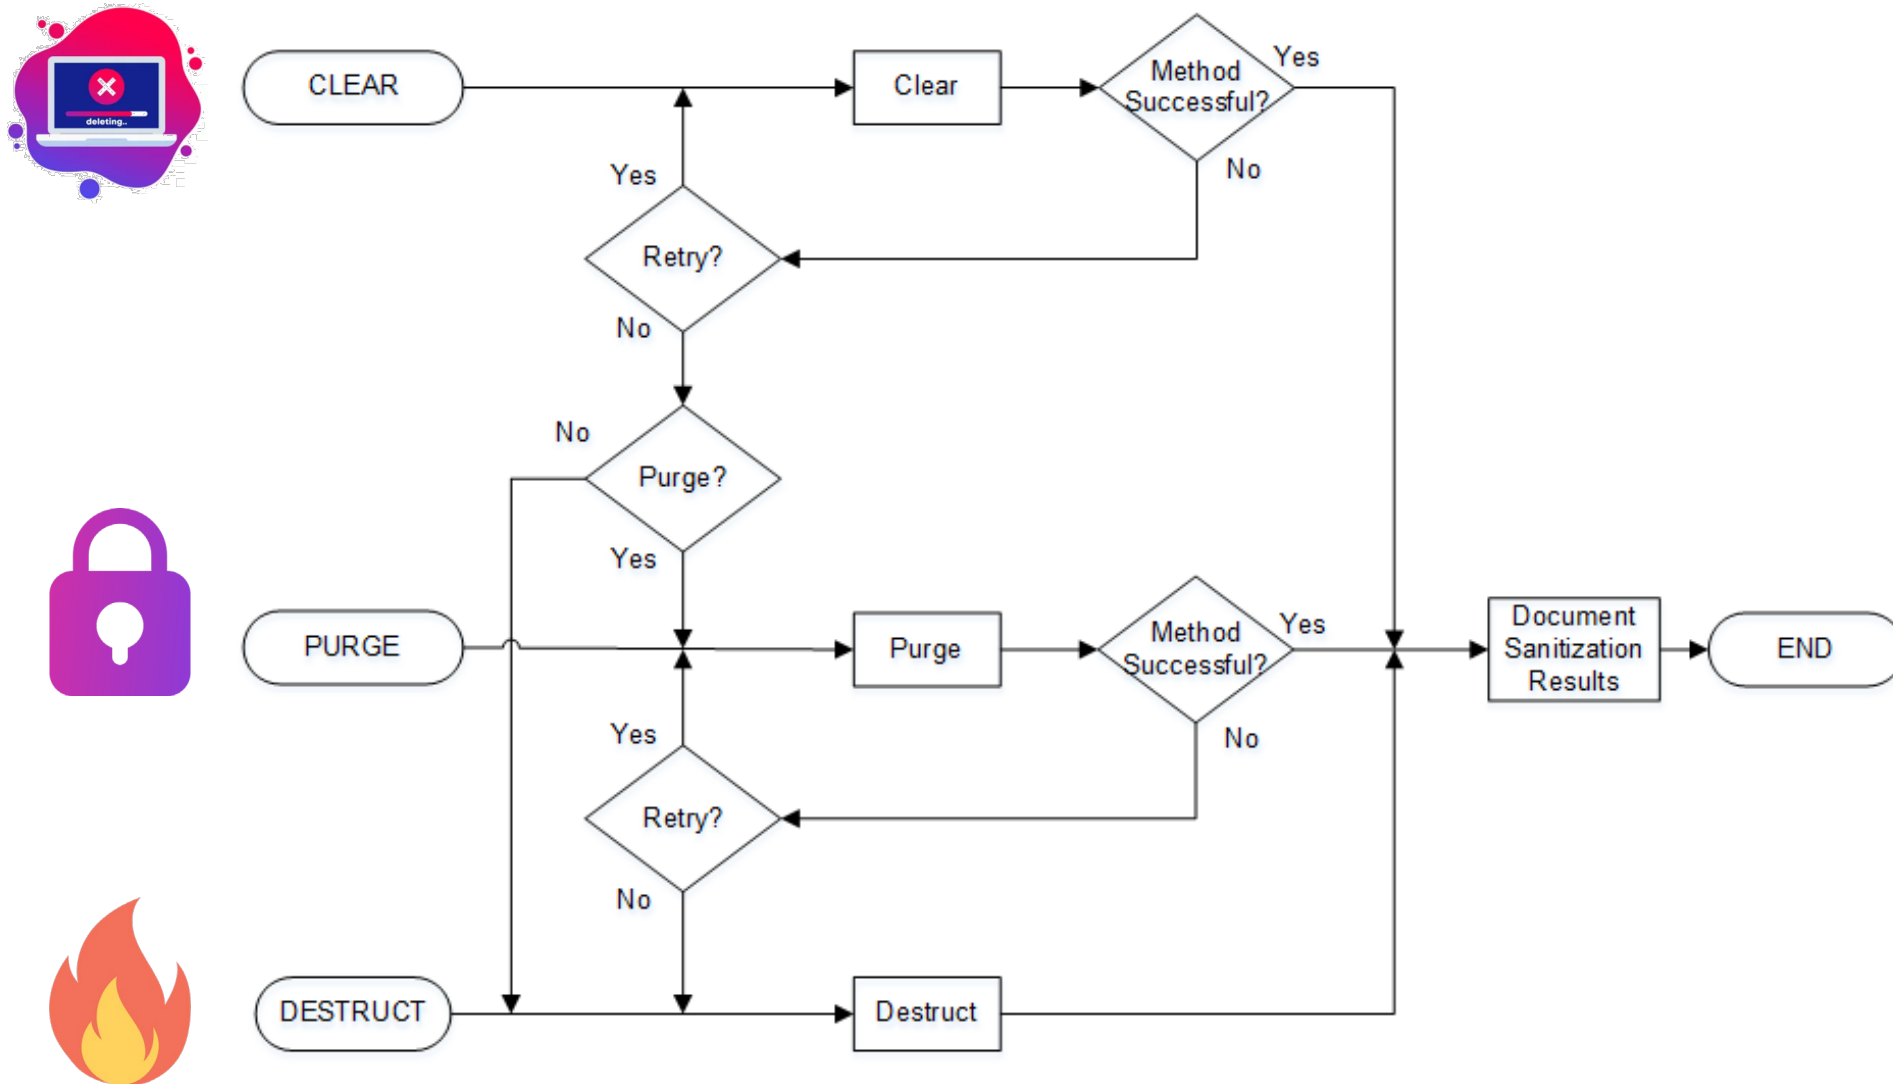 deleting..
CLEAR
Clear
Method
Successful?
Yes
No
Yes
Retry?
No
No
Purge?
Yes
PURGE
Purge
Method
Successful?
Yes
No
Document
Sanitization
Results
END
Yes
Retry?
No
DESTRUCT
Destruct